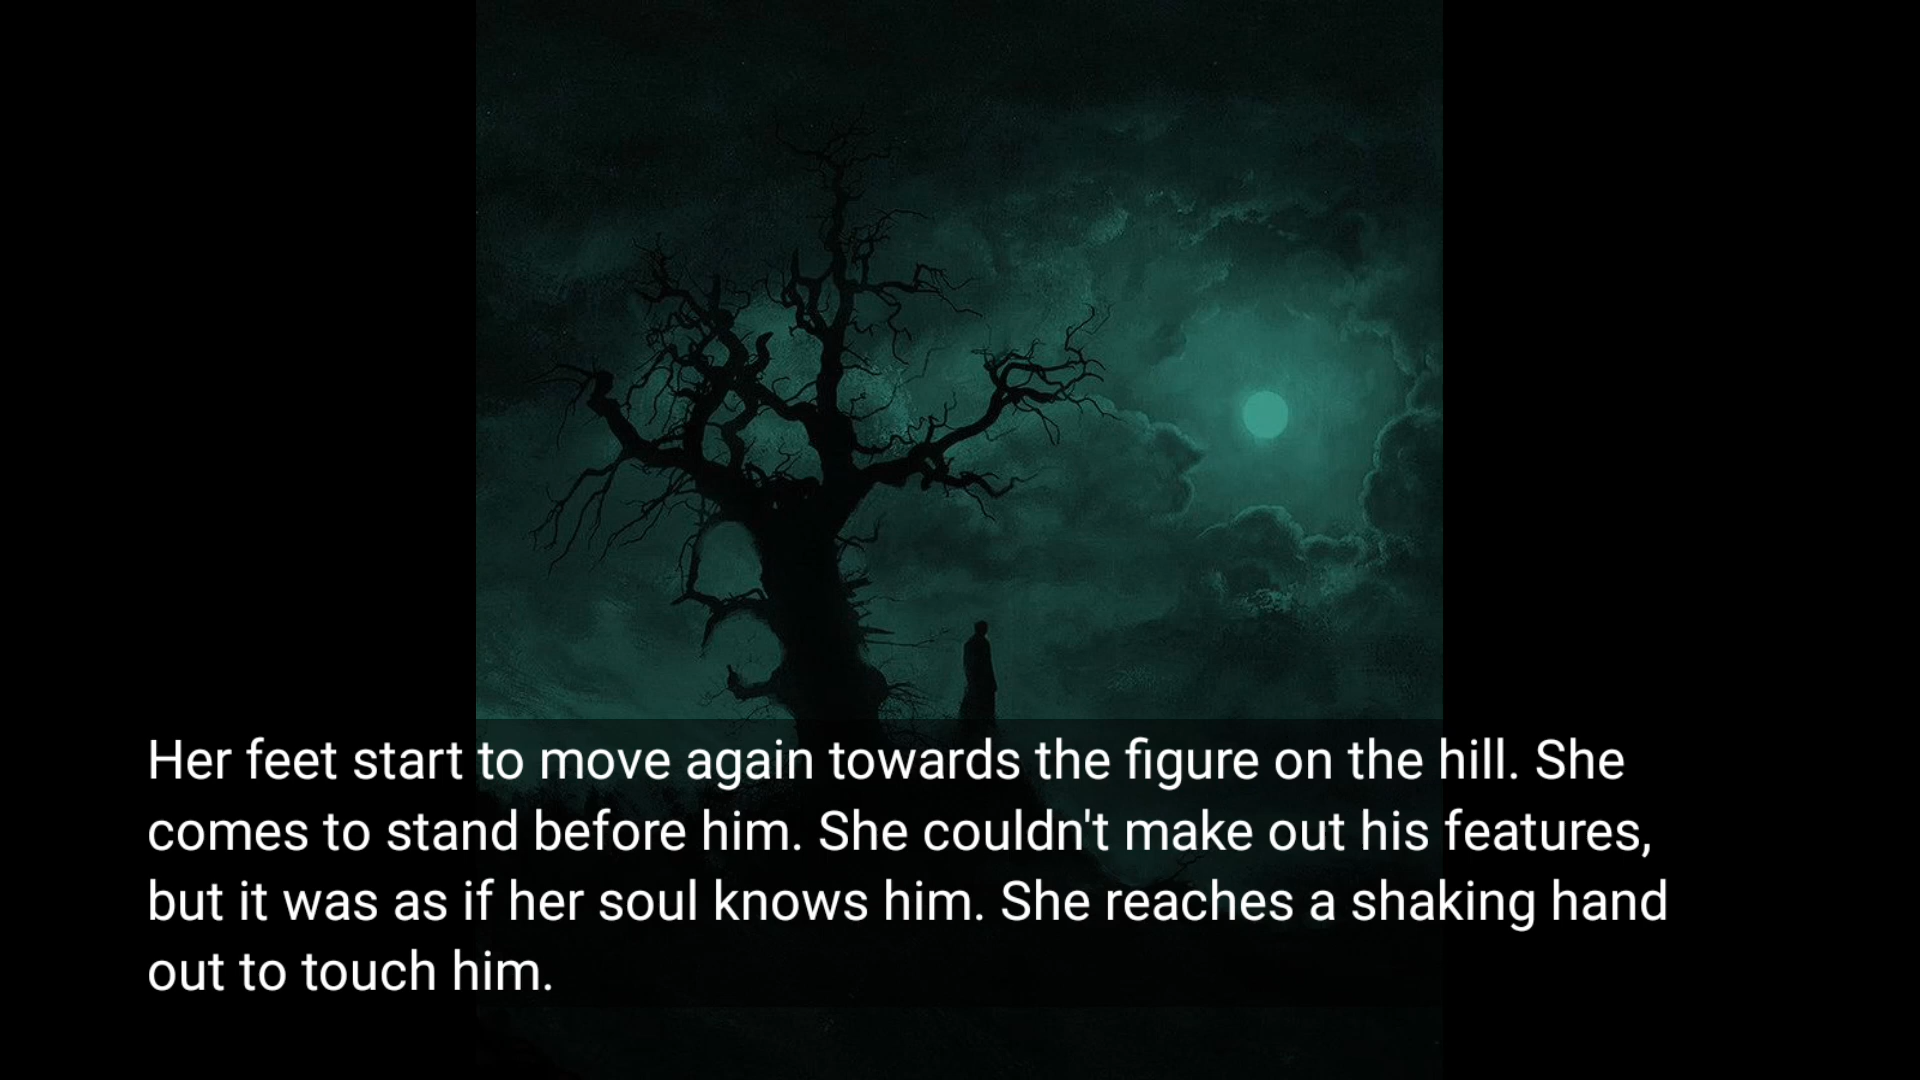 Her feet start to move again towards the figure on the hill. She
comes to stand before him. She couldn't make out his features,
but it was as if her soul knows him. She reaches a shaking hand
out to touch him.